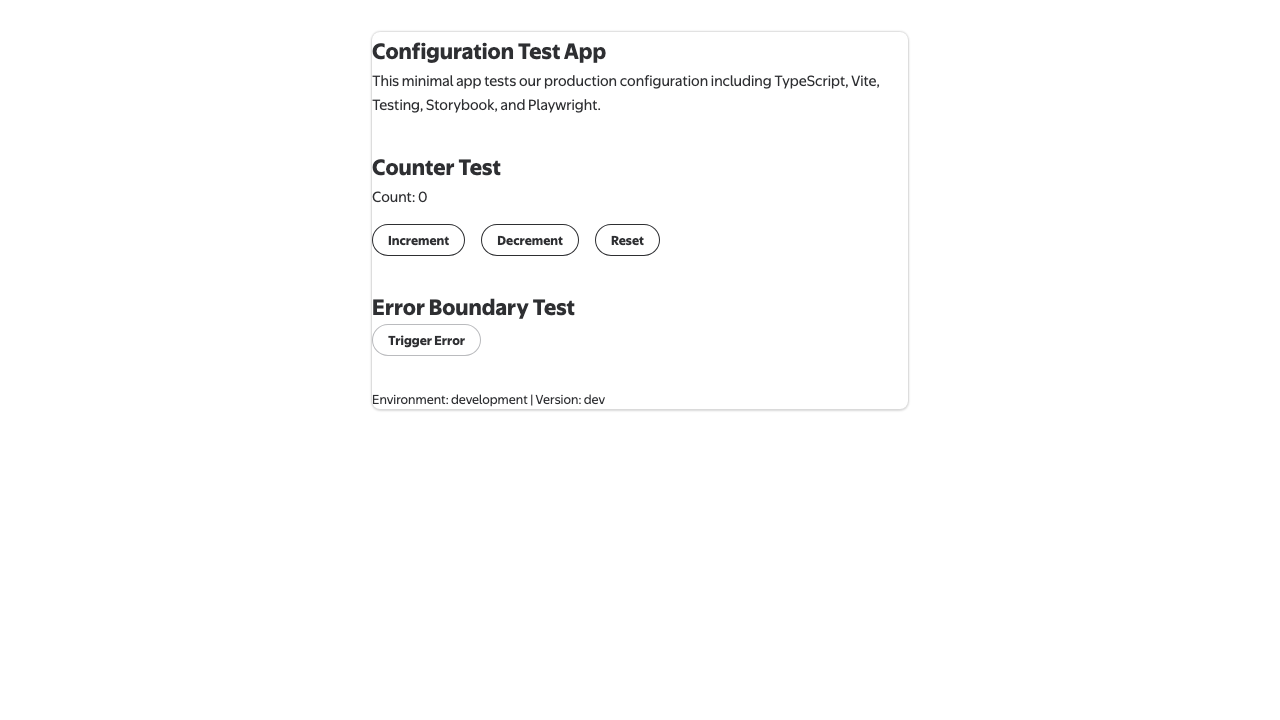 Configuration Test App
This minimal app tests our production configuration including TypeScript, Vite,
Testing, Storybook, and Playwright.
Counter Test
Count: 0
Increment Decrement Reset
Error Boundary Test
Trigger Error
Environment: development | Version: dev